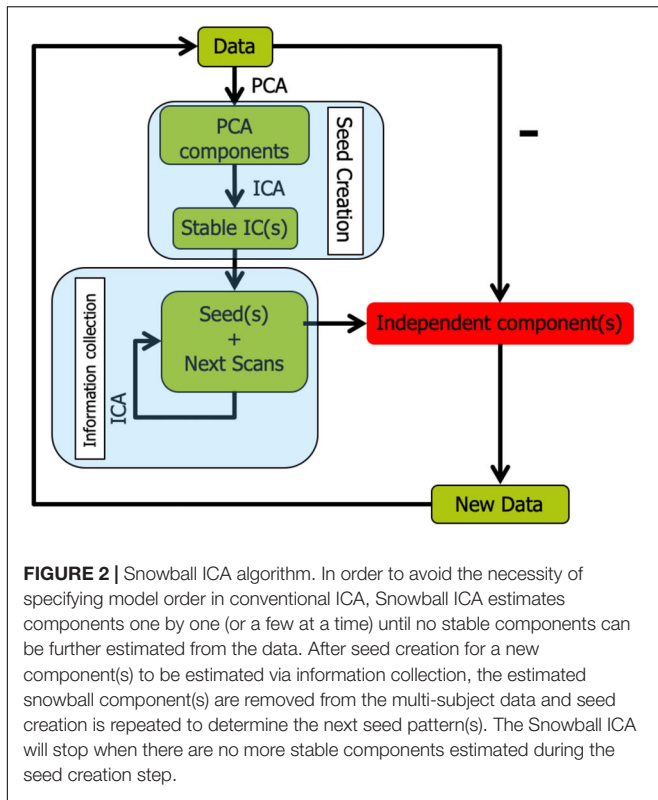 Data
PCA
–
PCA
components
Seed Creation
ICA
Stable IC(s)
Information collection
ICA
Seed(s)
+
Next Scans
Independent component(s)
New Data
FIGURE 2 | Snowball ICA algorithm. In order to avoid the necessity of
specifying model order in conventional ICA, Snowball ICA estimates
components one by one (or a few at a time) until no stable components can
be further estimated from the data. After seed creation for a new
component(s) to be estimated via information collection, the estimated
snowball component(s) are removed from the multi-subject data and seed
creation is repeated to determine the next seed pattern(s). The Snowball ICA
will stop when there are no more stable components estimated during the
seed creation step.